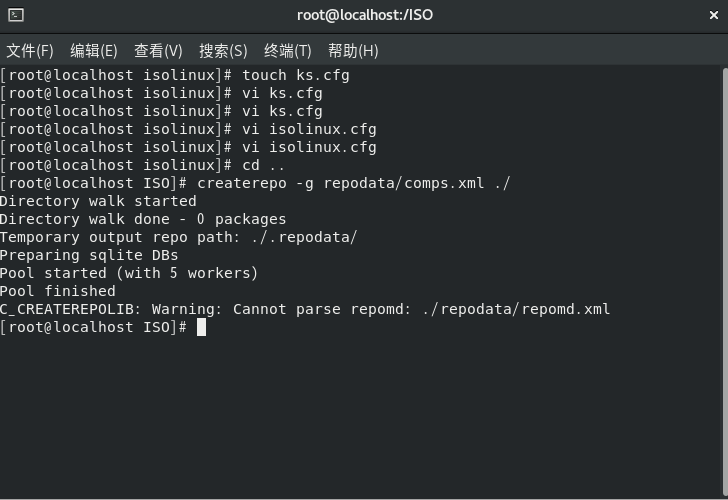 root@localhost:/ISO
文件(F) 编辑(E) 查看(V) 搜索(S) 终端(T) 帮助(H)
[root@localhost isolinux]# touch ks.cfg
[root@localhost isolinux]# vi ks.cfg
[root@localhost isolinux]# vi ks.cfg
[root@localhost isolinux]# vi isolinux.cfg
[root@localhost isolinux]# vi isolinux.cfg
[root@localhost isolinux]# cd ..
[root@localhost ISO]# createrepo -g repodata/comps.xml ./
Directory walk started
Directory walk done - 0 packages
Temporary output repo path: ./.repodata/
Preparing sqlite DBs
Pool started (with 5 workers)
Pool finished
C_CREATEREPOLIB: Warning: Cannot parse repomd: ./repodata/repomd.xml
[root@localhost ISO]#